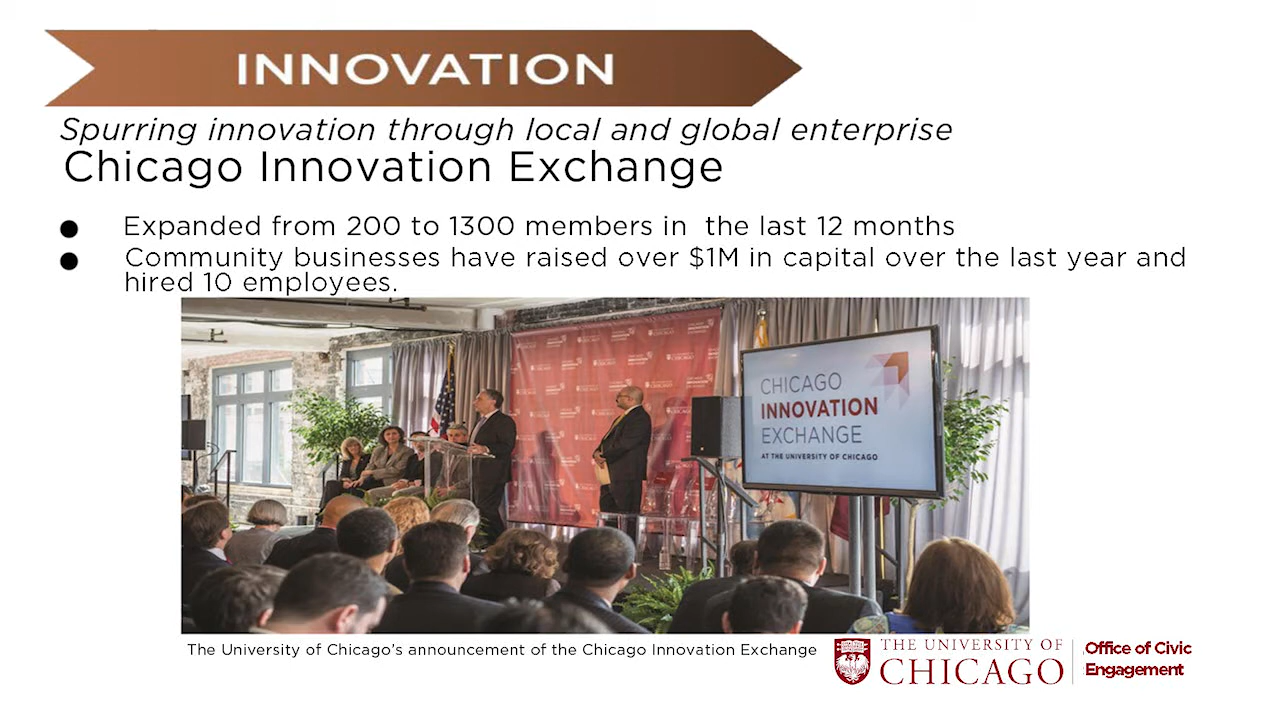 INNOVATION
Spurring innovation through local and global enterprise
Chicago Innovation Exchange
● Expanded from 200 to 1300 members in the last 12 months
● Community businesses have raised over $1M in capital over the last year and
hired 10 employees.
CHICAGO
INNOVATION
EXCHANGE
AT THE UNIVERSITY OF CHICAGO
The University of Chicago's announcement of the Chicago Innovation Exchange
THE UNIVERSITY OF
CHICAGO
Office of Civic
Engagement